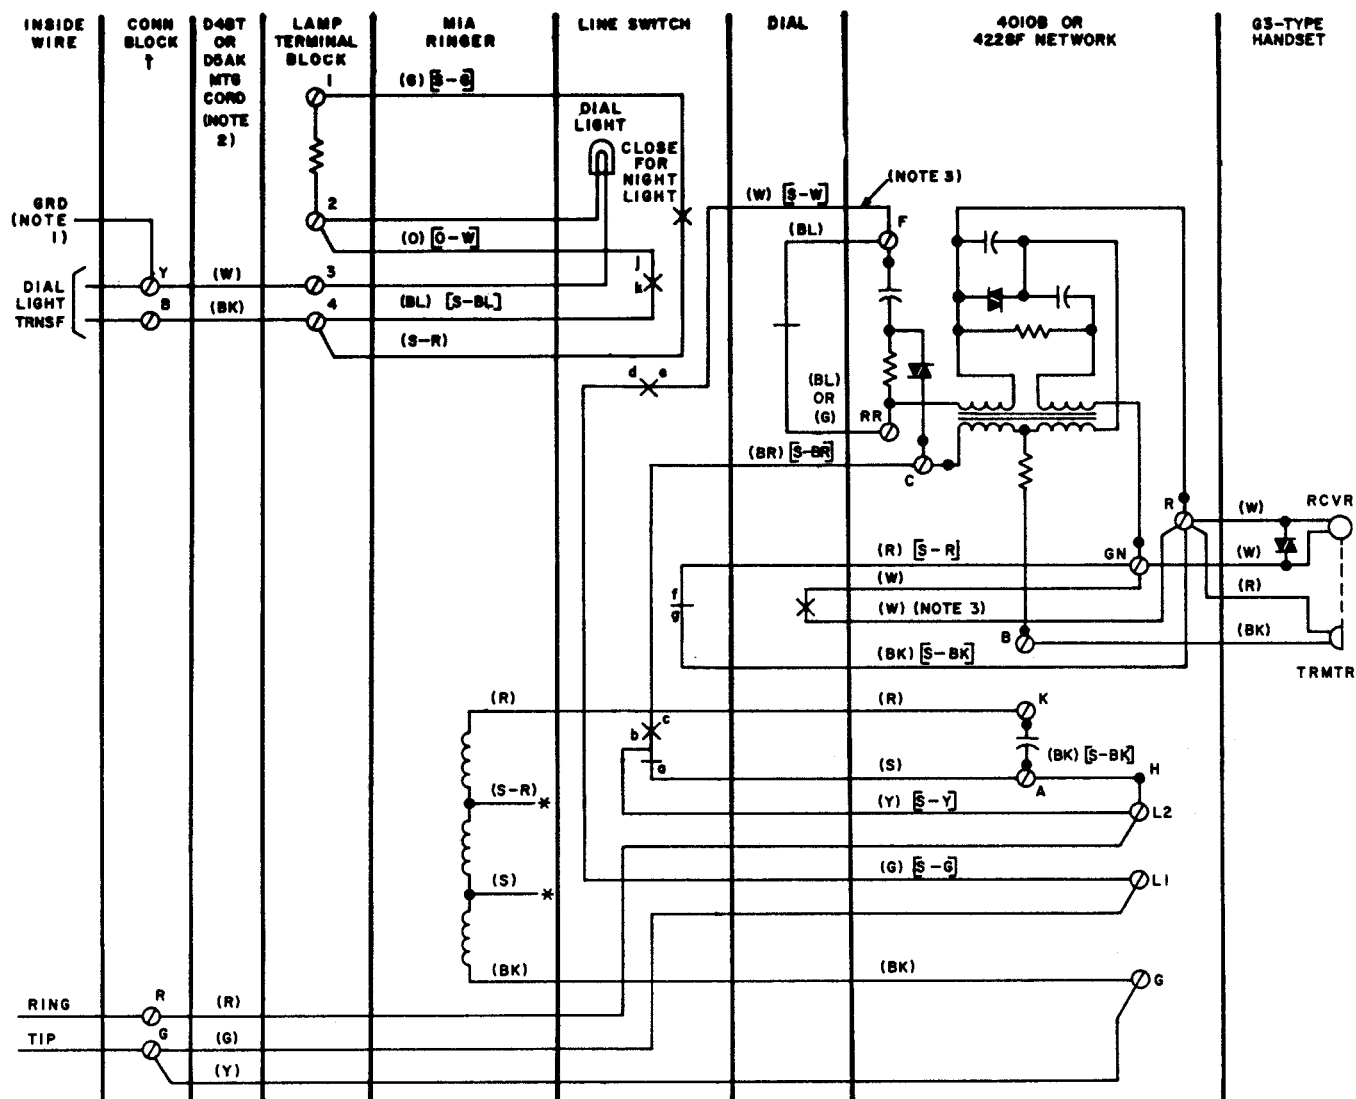 INSIDE WIRE
CONN BLOCK †
D4BT OR D5AK MTG CORD (NOTE 2)
LAMP TERMINAL BLOCK
MIA RINGER
LINE SWITCH
DIAL
4010B OR 4228F NETWORK
G3-TYPE HANDSET
1
(G) [S-G]
DIAL LIGHT
CLOSE FOR NIGHT LIGHT
(NOTE 3)
(W) [S-W]
GRD (NOTE 1)
2
F
(BL)
(O) [O-W]
j
k
Y
(W)
3
DIAL LIGHT TRNSF
B
(BK)
4
(BL) [S-BL]
(S-R)
d e
(BL) OR (G)
RR
(BR) [S-BR]
C
R
(W)
RCVR
(R) [S-R]
GN
(W)
(W)
f
g
(W) (NOTE 3)
(R)
B
(BK)
(BK) [S-BK]
TRMTR
(R)
(R)
K
b c
a
(BK) [S-BK]
(S)
A
H
(S-R) *
(Y) [S-Y]
L2
(S) *
(G) [S-G]
L1
(BK)
(BK)
G
RING
R
(R)
TIP
G
(G)
(Y)